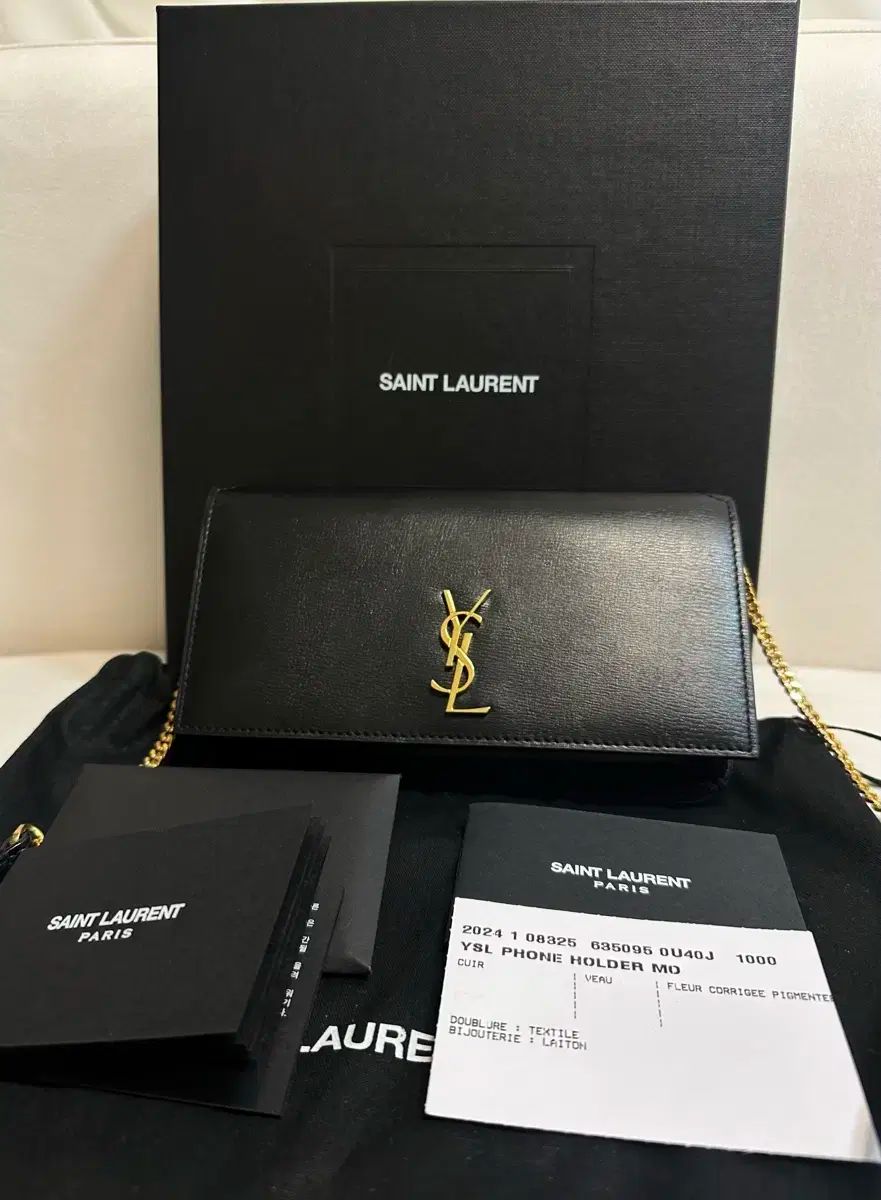 SAINT LAURENT
YSL
SAINT LAURENT
PARIS
SAINT LAURENT
PARIS
2024 1 08325 635095 0U40J 1000
YSL PHONE HOLDER MO
CUIR
VEAU
FLEUR CORRIGEE PIGMENTEE
DOUBLURE : TEXTILE
BIJOUTERIE : LAITON
LAURE